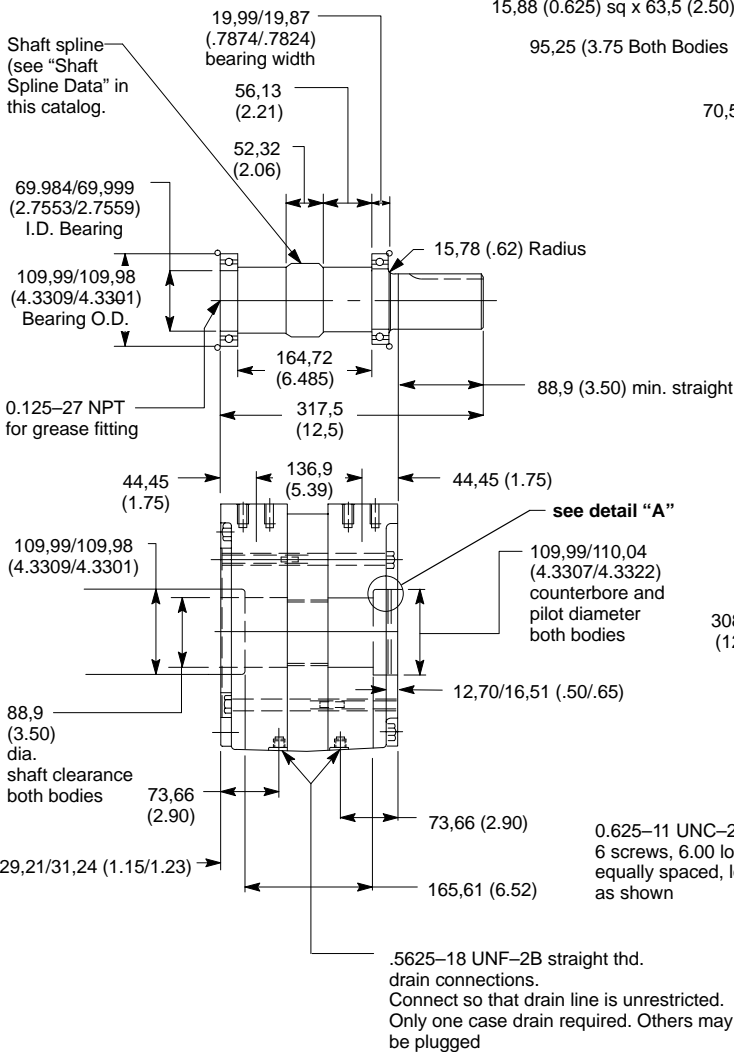 19,99/19,87
(.7874/.7824)
bearing width
15,88 (0.625) sq x 63,5 (2.50)
95,25 (3.75 Both Bodies
Shaft spline
(see “Shaft
Spline Data” in
this catalog.
56,13
(2.21)
70,5
52,32
(2.06)
69.984/69,999
(2.7553/2.7559)
I.D. Bearing
15,78 (.62) Radius
109,99/109,98
(4.3309/4.3301)
Bearing O.D.
164,72
(6.485)
88,9 (3.50) min. straight
0.125–27 NPT
for grease fitting
317,5
(12,5)
44,45
(1.75)
136,9
(5.39)
44,45 (1.75)
see detail “A”
109,99/109,98
(4.3309/4.3301)
109,99/110,04
(4.3307/4.3322)
counterbore and
pilot diameter
both bodies
308
(12
12,70/16,51 (.50/.65)
88,9
(3.50)
dia.
shaft clearance
both bodies
73,66
(2.90)
73,66 (2.90)
0.625–11 UNC–2
6 screws, 6.00 lo
equally spaced, l
as shown
29,21/31,24 (1.15/1.23)
165,61 (6.52)
.5625–18 UNF–2B straight thd.
drain connections.
Connect so that drain line is unrestricted.
Only one case drain required. Others may
be plugged